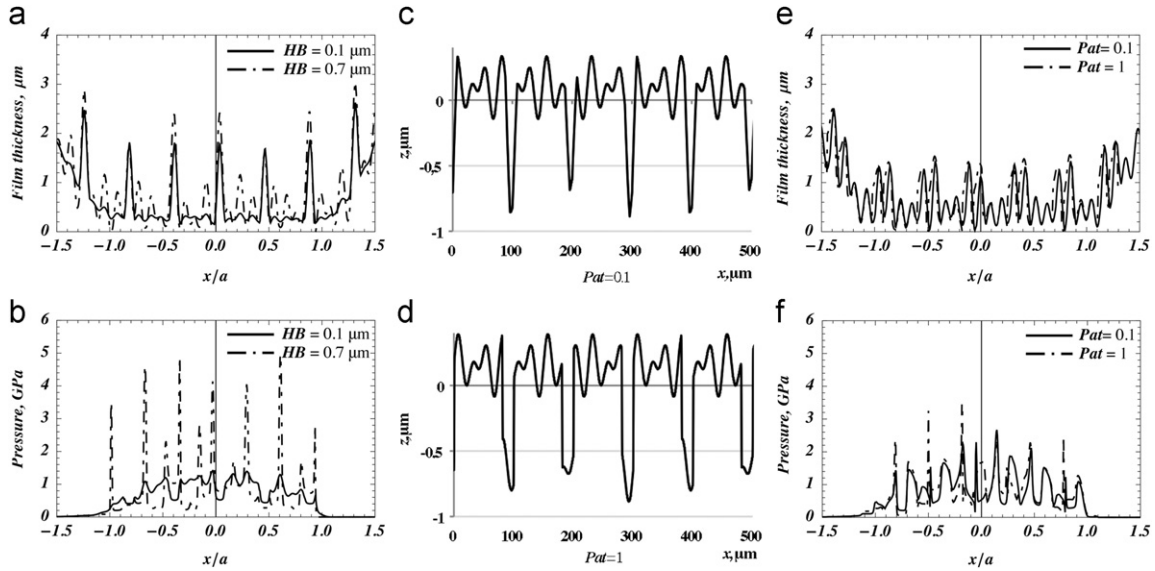 a
4
3
2
1
0
Film thickness, μm
HB = 0.1 μm
HB = 0.7 μm
−1.5 −1.0 −0.5 0.0 0.5 1.0 1.5
x/a
b
6
5
4
3
2
1
0
Pressure, GPa
HB = 0.1 μm
HB = 0.7 μm
−1.5 −1.0 −0.5 0.0 0.5 1.0 1.5
x/a
c
0
-0,5
-1
z,μm
0 100 200 300 400 500
x,μm
Pat=0.1
d
0
-0,5
-1
z,μm
0 100 200 300 400 500
x,μm
Pat=1
e
4
3
2
1
0
Film thickness, μm
Pat= 0.1
Pat = 1
−1.5 −1.0 −0.5 0.0 0.5 1.0 1.5
x/a
f
6
5
4
3
2
1
0
Pressure, GPa
Pat= 0.1
Pat = 1
−1.5 −1.0 −0.5 0.0 0.5 1.0 1.5
x/a